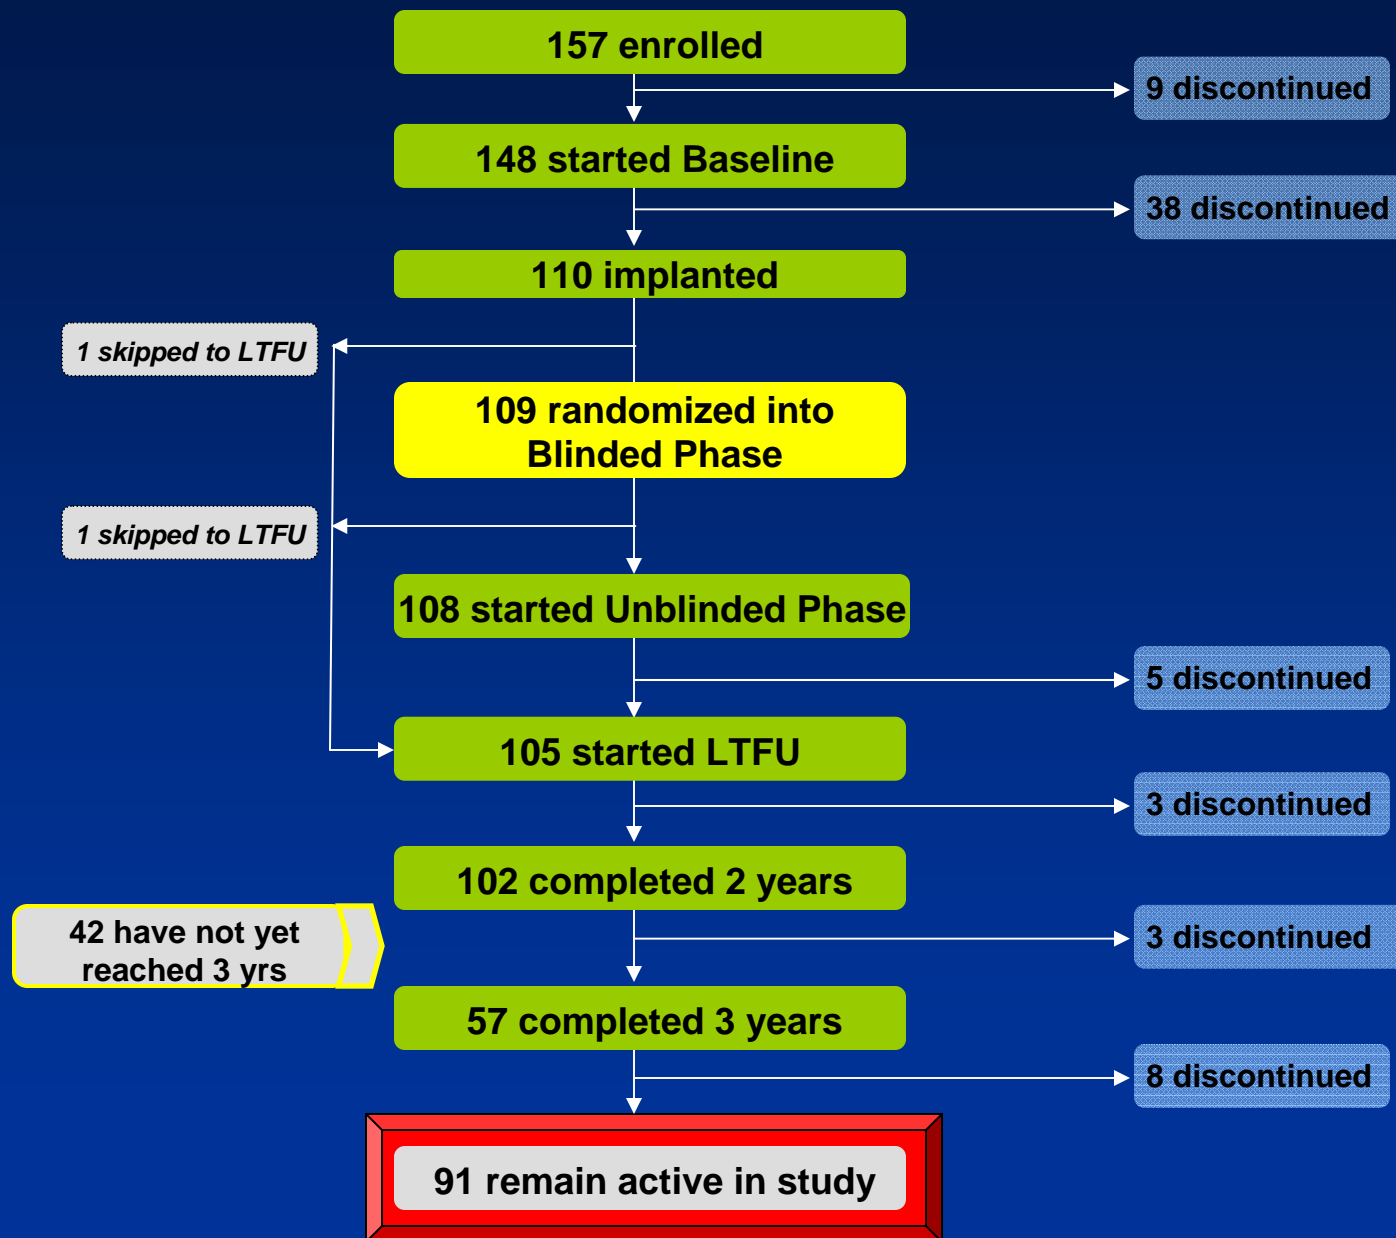 157 enrolled
9 discontinued
148 started Baseline
38 discontinued
110 implanted
1 skipped to LTFU
109 randomized into
Blinded Phase
1 skipped to LTFU
108 started Unblinded Phase
5 discontinued
105 started LTFU
3 discontinued
102 completed 2 years
42 have not yet
reached 3 yrs
3 discontinued
57 completed 3 years
8 discontinued
91 remain active in study